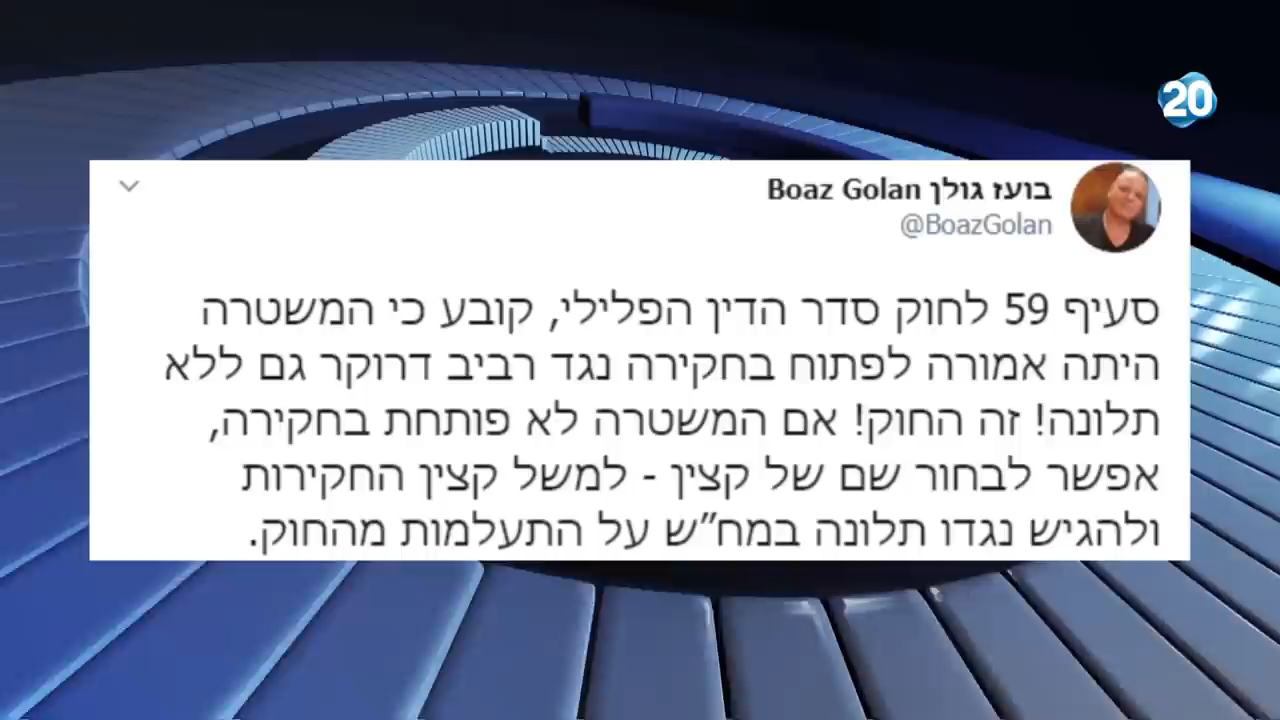 20
בועז גולן Boaz Golan
@BoazGolan
סעיף 59 לחוק סדר הדין הפלילי, קובע כי המשטרה
היתה אמורה לפתוח בחקירה נגד רביב דרוקר גם ללא
תלונה! זה החוק! אם המשטרה לא פותחת בחקירה,
אפשר לבחור שם של קצין - למשל קצין החקירות
ולהגיש נגדו תלונה במח״ש על התעלמות מהחוק.